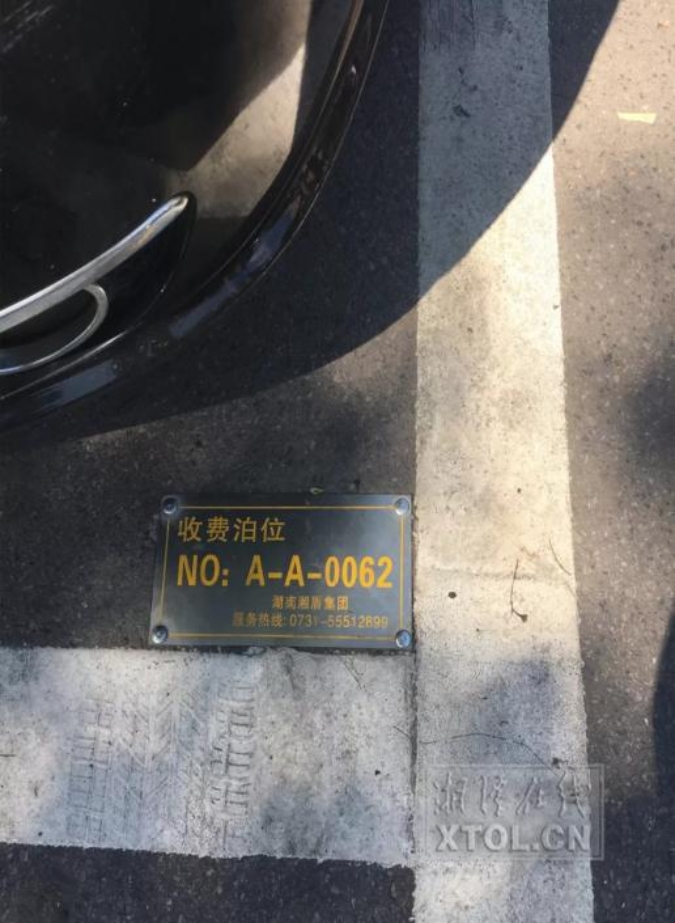 收费泊位
NO: A-A-0062
湖南湘盾集团
服务热线:0731-55512899
湘潭在线
XTOL.CN